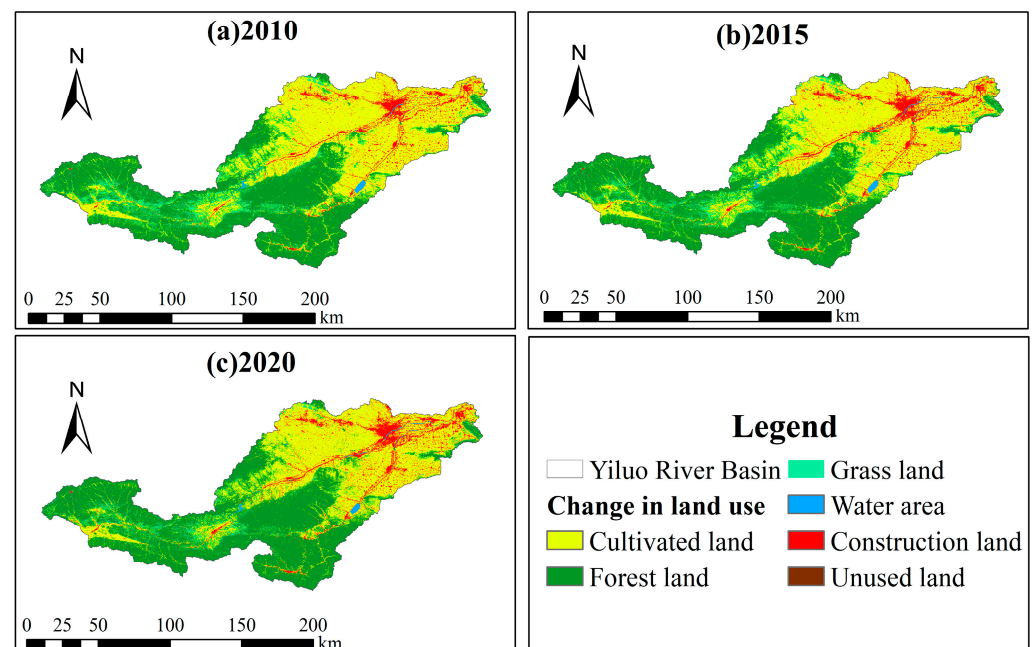 (a)2010
N
0 25 50 100 150 200
km
(b)2015
N
0 25 50 100 150 200
km
(c)2020
N
0 25 50 100 150 200
km
Legend
Yiluo River Basin
Grass land
Change in land use
Water area
Cultivated land
Construction land
Forest land
Unused land